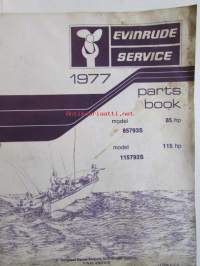 EVINRUDE
SERVICE
1977
parts
book
model 85 hp
85793S
model 115 hp
115793S